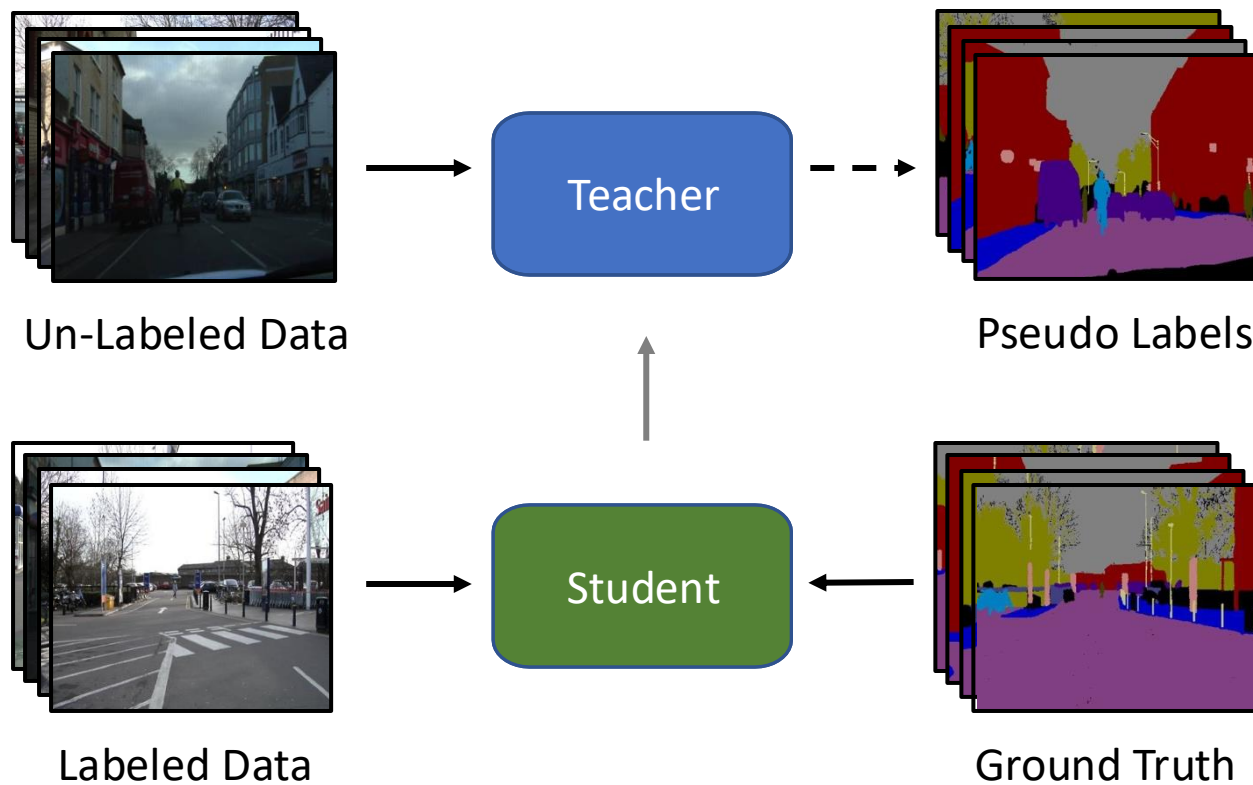 Teacher
Un-Labeled Data
Pseudo Labels
Student
Labeled Data
Ground Truth